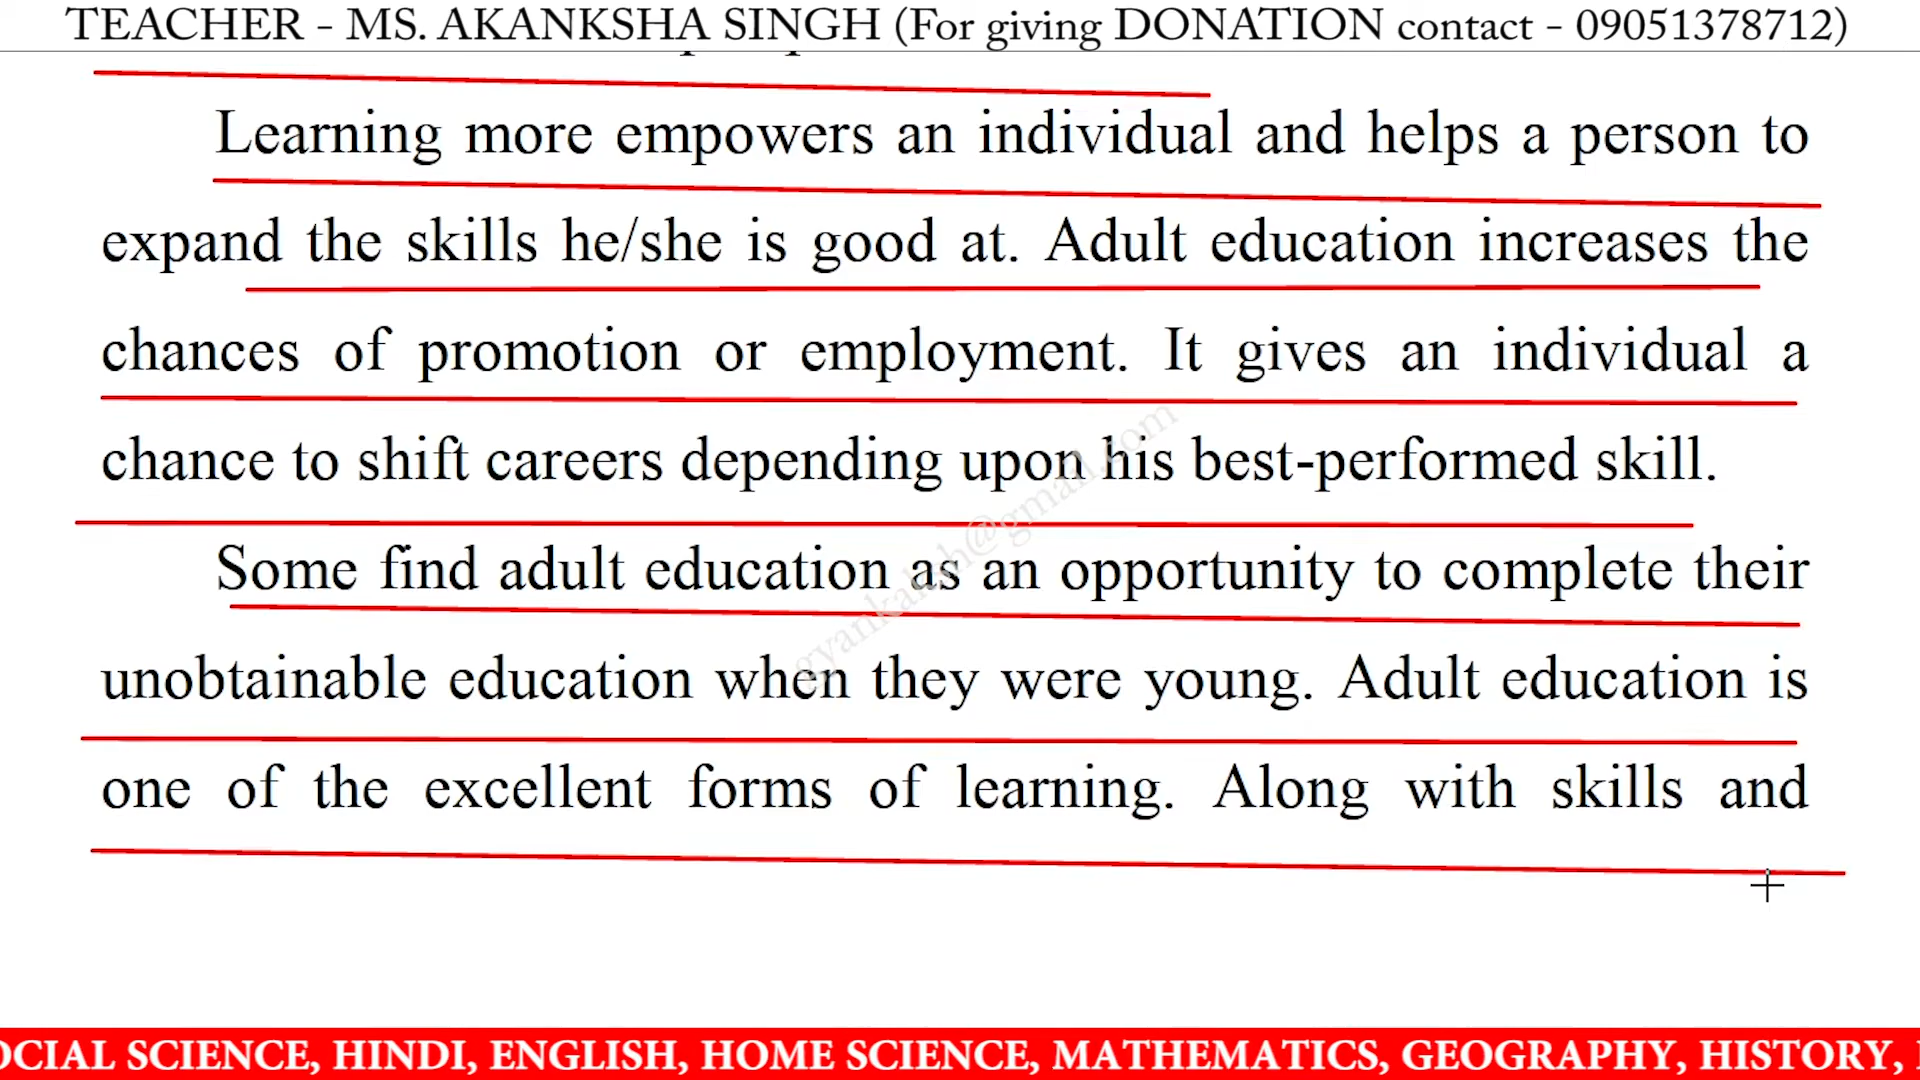 TEACHER - MS. AKANKSHA SINGH (For giving DONATION contact - 09051378712)
Learning more empowers an individual and helps a person to
expand the skills he/she is good at. Adult education increases the
chances of promotion or employment. It gives an individual a
chance to shift careers depending upon his best-performed skill.
Some find adult education as an opportunity to complete their
unobtainable education when they were young. Adult education is
one of the excellent forms of learning. Along with skills and
gyankalash@gmail.com
OCIAL SCIENCE, HINDI, ENGLISH, HOME SCIENCE, MATHEMATICS, GEOGRAPHY, HISTORY,